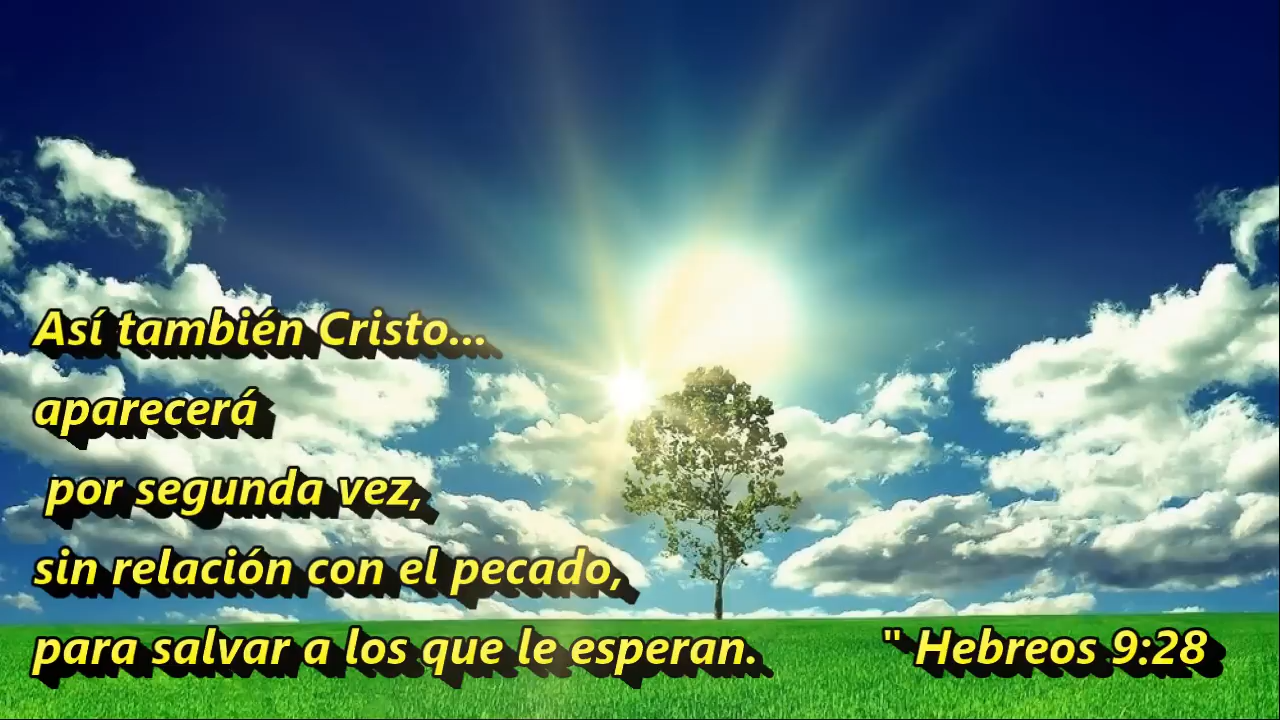 Así también Cristo...
aparecerá
por segunda vez,
sin relación con el pecado,
para salvar a los que le esperan. " Hebreos 9:28